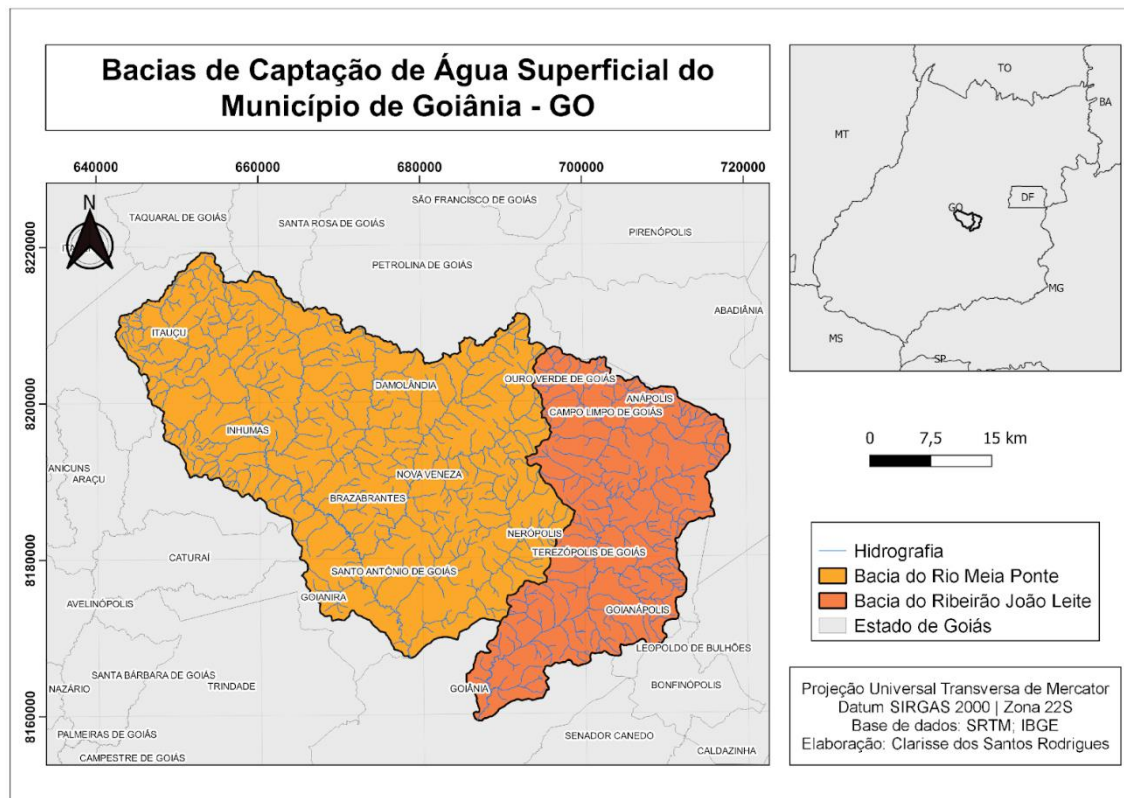 Bacias de Captação de Água Superficial do
Município de Goiânia - GO
640000
660000
680000
700000
720000
8220000
8200000
8180000
8160000
N
TAQUARAL DE GOIÁS
SÃO FRANCISCO DE GOIÁS
SANTA ROSA DE GOIÁS
PIRENÓPOLIS
PETROLINA DE GOIÁS
ABADIÂNIA
ITAUÇU
DAMOLÂNDIA
OURO VERDE DE GOIÁS
ANÁPOLIS
CAMPO LIMPO DE GOIÁS
INHUMAS
ANICUNS
ARAÇU
NOVA VENEZA
BRAZABRANTES
NERÓPOLIS
TEREZÓPOLIS DE GOIÁS
CATURAÍ
SANTO ANTÔNIO DE GOIÁS
GOIANIRA
AVELINÓPOLIS
GOIANÁPOLIS
LEOPOLDO DE BULHÕES
SANTA BÁRBARA DE GOIÁS
NAZÁRIO
TRINDADE
GOIÂNIA
BONFINÓPOLIS
PALMEIRAS DE GOIÁS
SENADOR CANEDO
CALDAZINHA
CAMPESTRE DE GOIÁS
TO
BA
MT
DF
GO
MG
MS
SP
0 7,5 15 km
Hidrografia
Bacia do Rio Meia Ponte
Bacia do Ribeirão João Leite
Estado de Goiás
Projeção Universal Transversa de Mercator
Datum SIRGAS 2000 | Zona 22S
Base de dados: SRTM; IBGE
Elaboração: Clarisse dos Santos Rodrigues